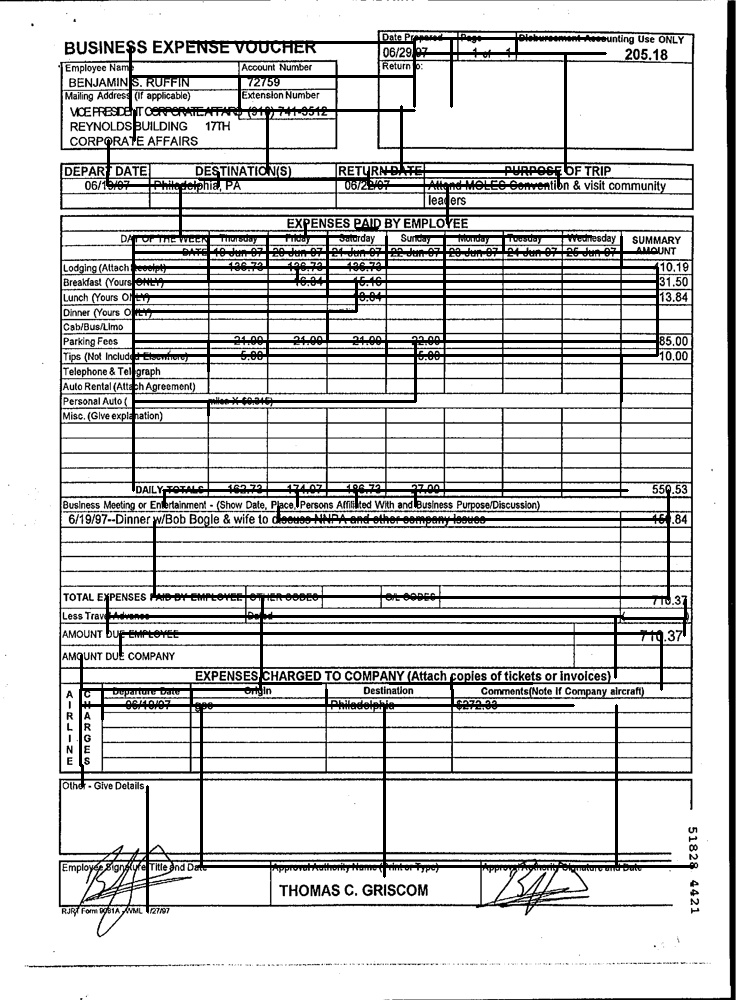 BUSINESS EXPENSE VOUCHER
Date Prepared Page Disbursement Accounting Use ONLY
06/29/97 1 of 1 205.18
Employee Name Account Number Return to:
BENJAMIN S. RUFFIN 72759
Mailing Address (If applicable) Extension Number
VICE PRESIDENT CORPORATE AFFAIRS (910) 741-3512
REYNOLDS BUILDING 17TH
CORPORATE AFFAIRS
DEPART DATE DESTINATION(S) RETURN DATE PURPOSE OF TRIP
06/19/97 Philadelphia, PA 06/22/97 Attend MOLES Convention & visit community
leaders
EXPENSES PAID BY EMPLOYEE
DAY OF THE WEEK Thursday Friday Saturday Sunday Monday Tuesday Wednesday SUMMARY
DATE 19-Jun-97 20-Jun-97 21-Jun-97 22-Jun-97 23-Jun-97 24-Jun-97 25-Jun-97 AMOUNT
Lodging (Attach Receipt) 136.73 136.73 136.73 10.19
Breakfast (Yours ONLY) 16.34 15.16 31.50
Lunch (Yours ONLY) 13.84
Dinner (Yours ONLY)
Cab/Bus/Limo
Parking Fees 21.00 21.00 21.00 22.00 85.00
Tips (Not Included Elsewhere) 5.00 5.00 10.00
Telephone & Telegraph
Auto Rental (Attach Agreement)
Personal Auto ( miles X $0.315)
Misc. (Give explanation)
DAILY TOTALS 162.73 174.07 186.73 27.00 550.53
Business Meeting or Entertainment - (Show Date, Place, Persons Affiliated With and Business Purpose/Discussion)
6/19/97--Dinner w/Bob Bogle & wife to discuss NNPA and other company issues .84
TOTAL EXPENSES PAID BY EMPLOYEE OTHER CODES G/L CODES 710.37
Less Travel Advance Dated ( )
AMOUNT DUE EMPLOYEE 710.37
AMOUNT DUE COMPANY
EXPENSES CHARGED TO COMPANY (Attach copies of tickets or invoices)
AIRLINE CHARGES Departure Date Origin Destination Comments(Note If Company aircraft)
gso Philadelphia $272.33
Other - Give Details
Employee Signature Title and Date Approval Authority Name (Print or Type) Approval Authority Signature and Date
THOMAS C. GRISCOM
RJRT Form 9081A - WML /27/97
51828 4421